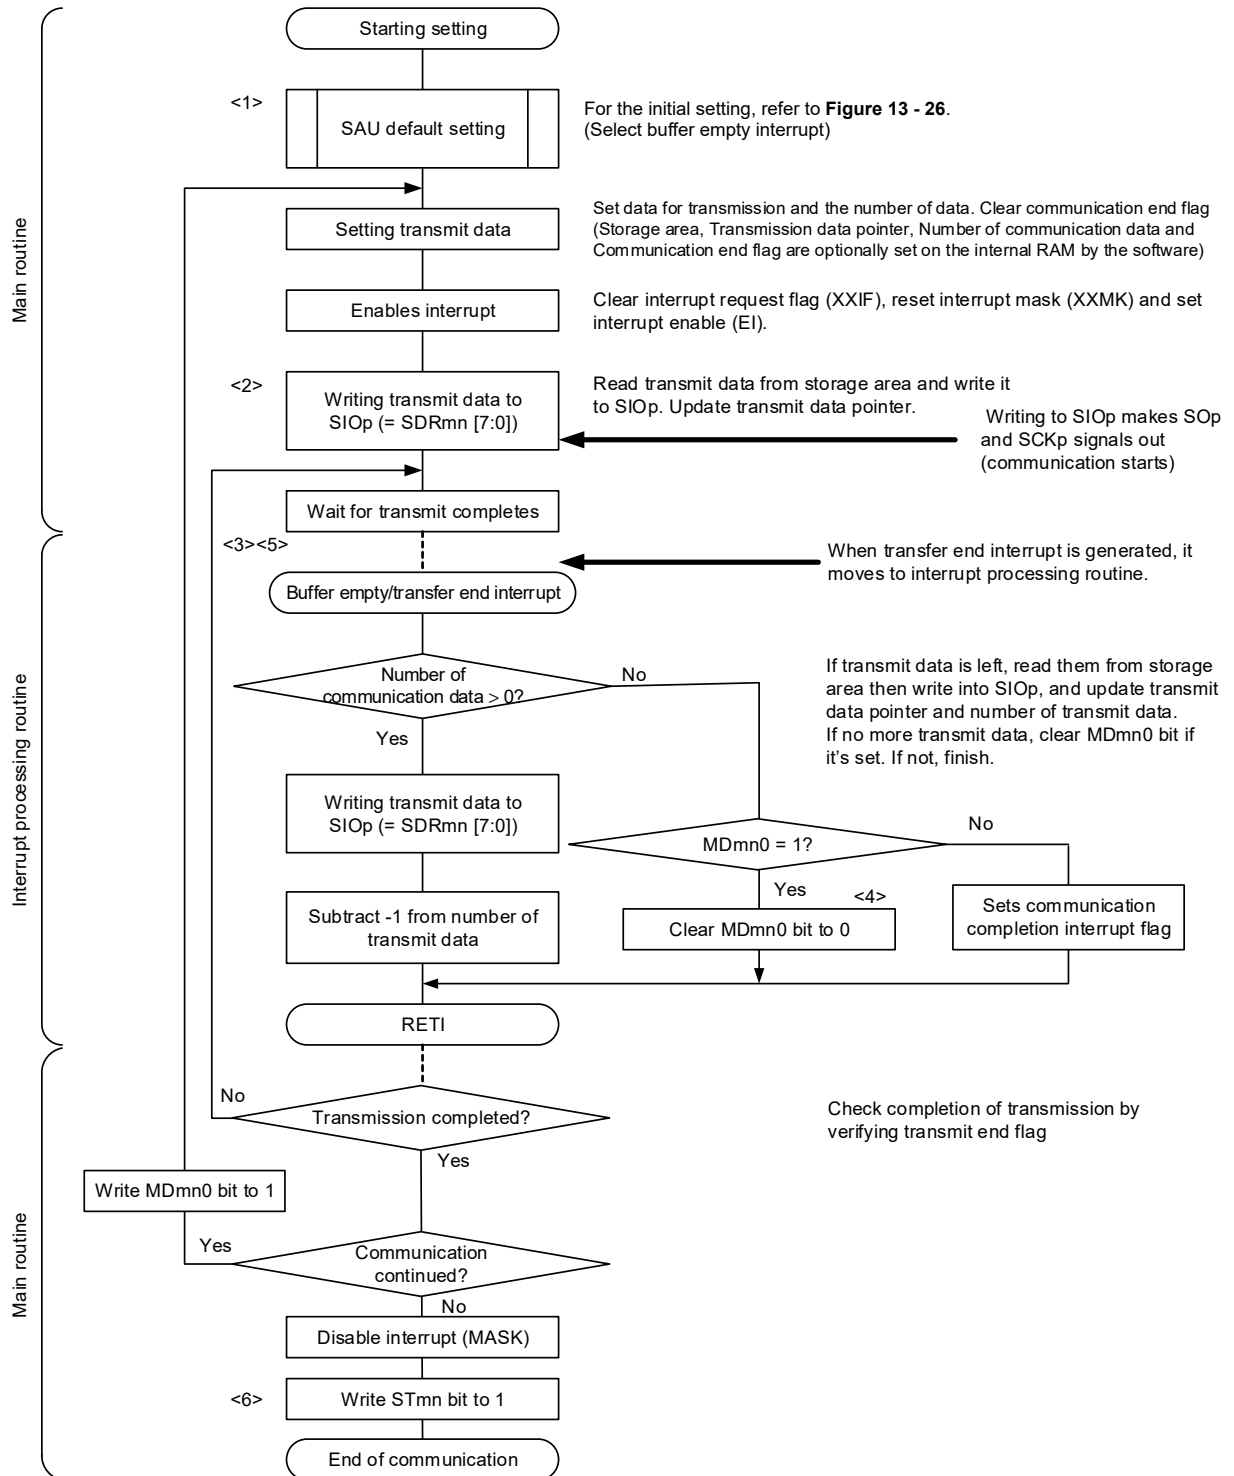 Starting setting
<1>
SAU default setting
For the initial setting, refer to Figure 13 - 26.
(Select buffer empty interrupt)
Main routine
Setting transmit data
Set data for transmission and the number of data. Clear communication end flag
(Storage area, Transmission data pointer, Number of communication data and
Communication end flag are optionally set on the internal RAM by the software)
Enables interrupt
Clear interrupt request flag (XXIF), reset interrupt mask (XXMK) and set
interrupt enable (EI).
<2>
Writing transmit data to
SIOp (= SDRmn [7:0])
Read transmit data from storage area and write it
to SIOp. Update transmit data pointer.
Writing to SIOp makes SOp
and SCKp signals out
(communication starts)
Wait for transmit completes
<3><5>
When transfer end interrupt is generated, it
moves to interrupt processing routine.
Buffer empty/transfer end interrupt
Interrupt processing routine
Number of
communication data > 0?
No
Yes
If transmit data is left, read them from storage
area then write into SIOp, and update transmit
data pointer and number of transmit data.
If no more transmit data, clear MDmn0 bit if
it's set. If not, finish.
Writing transmit data to
SIOp (= SDRmn [7:0])
MDmn0 = 1?
No
Yes
<4>
Subtract -1 from number of
transmit data
Clear MDmn0 bit to 0
Sets communication
completion interrupt flag
RETI
Main routine
No
Transmission completed?
Yes
Check completion of transmission by
verifying transmit end flag
Write MDmn0 bit to 1
Yes
Communication
continued?
No
Disable interrupt (MASK)
<6>
Write STmn bit to 1
End of communication